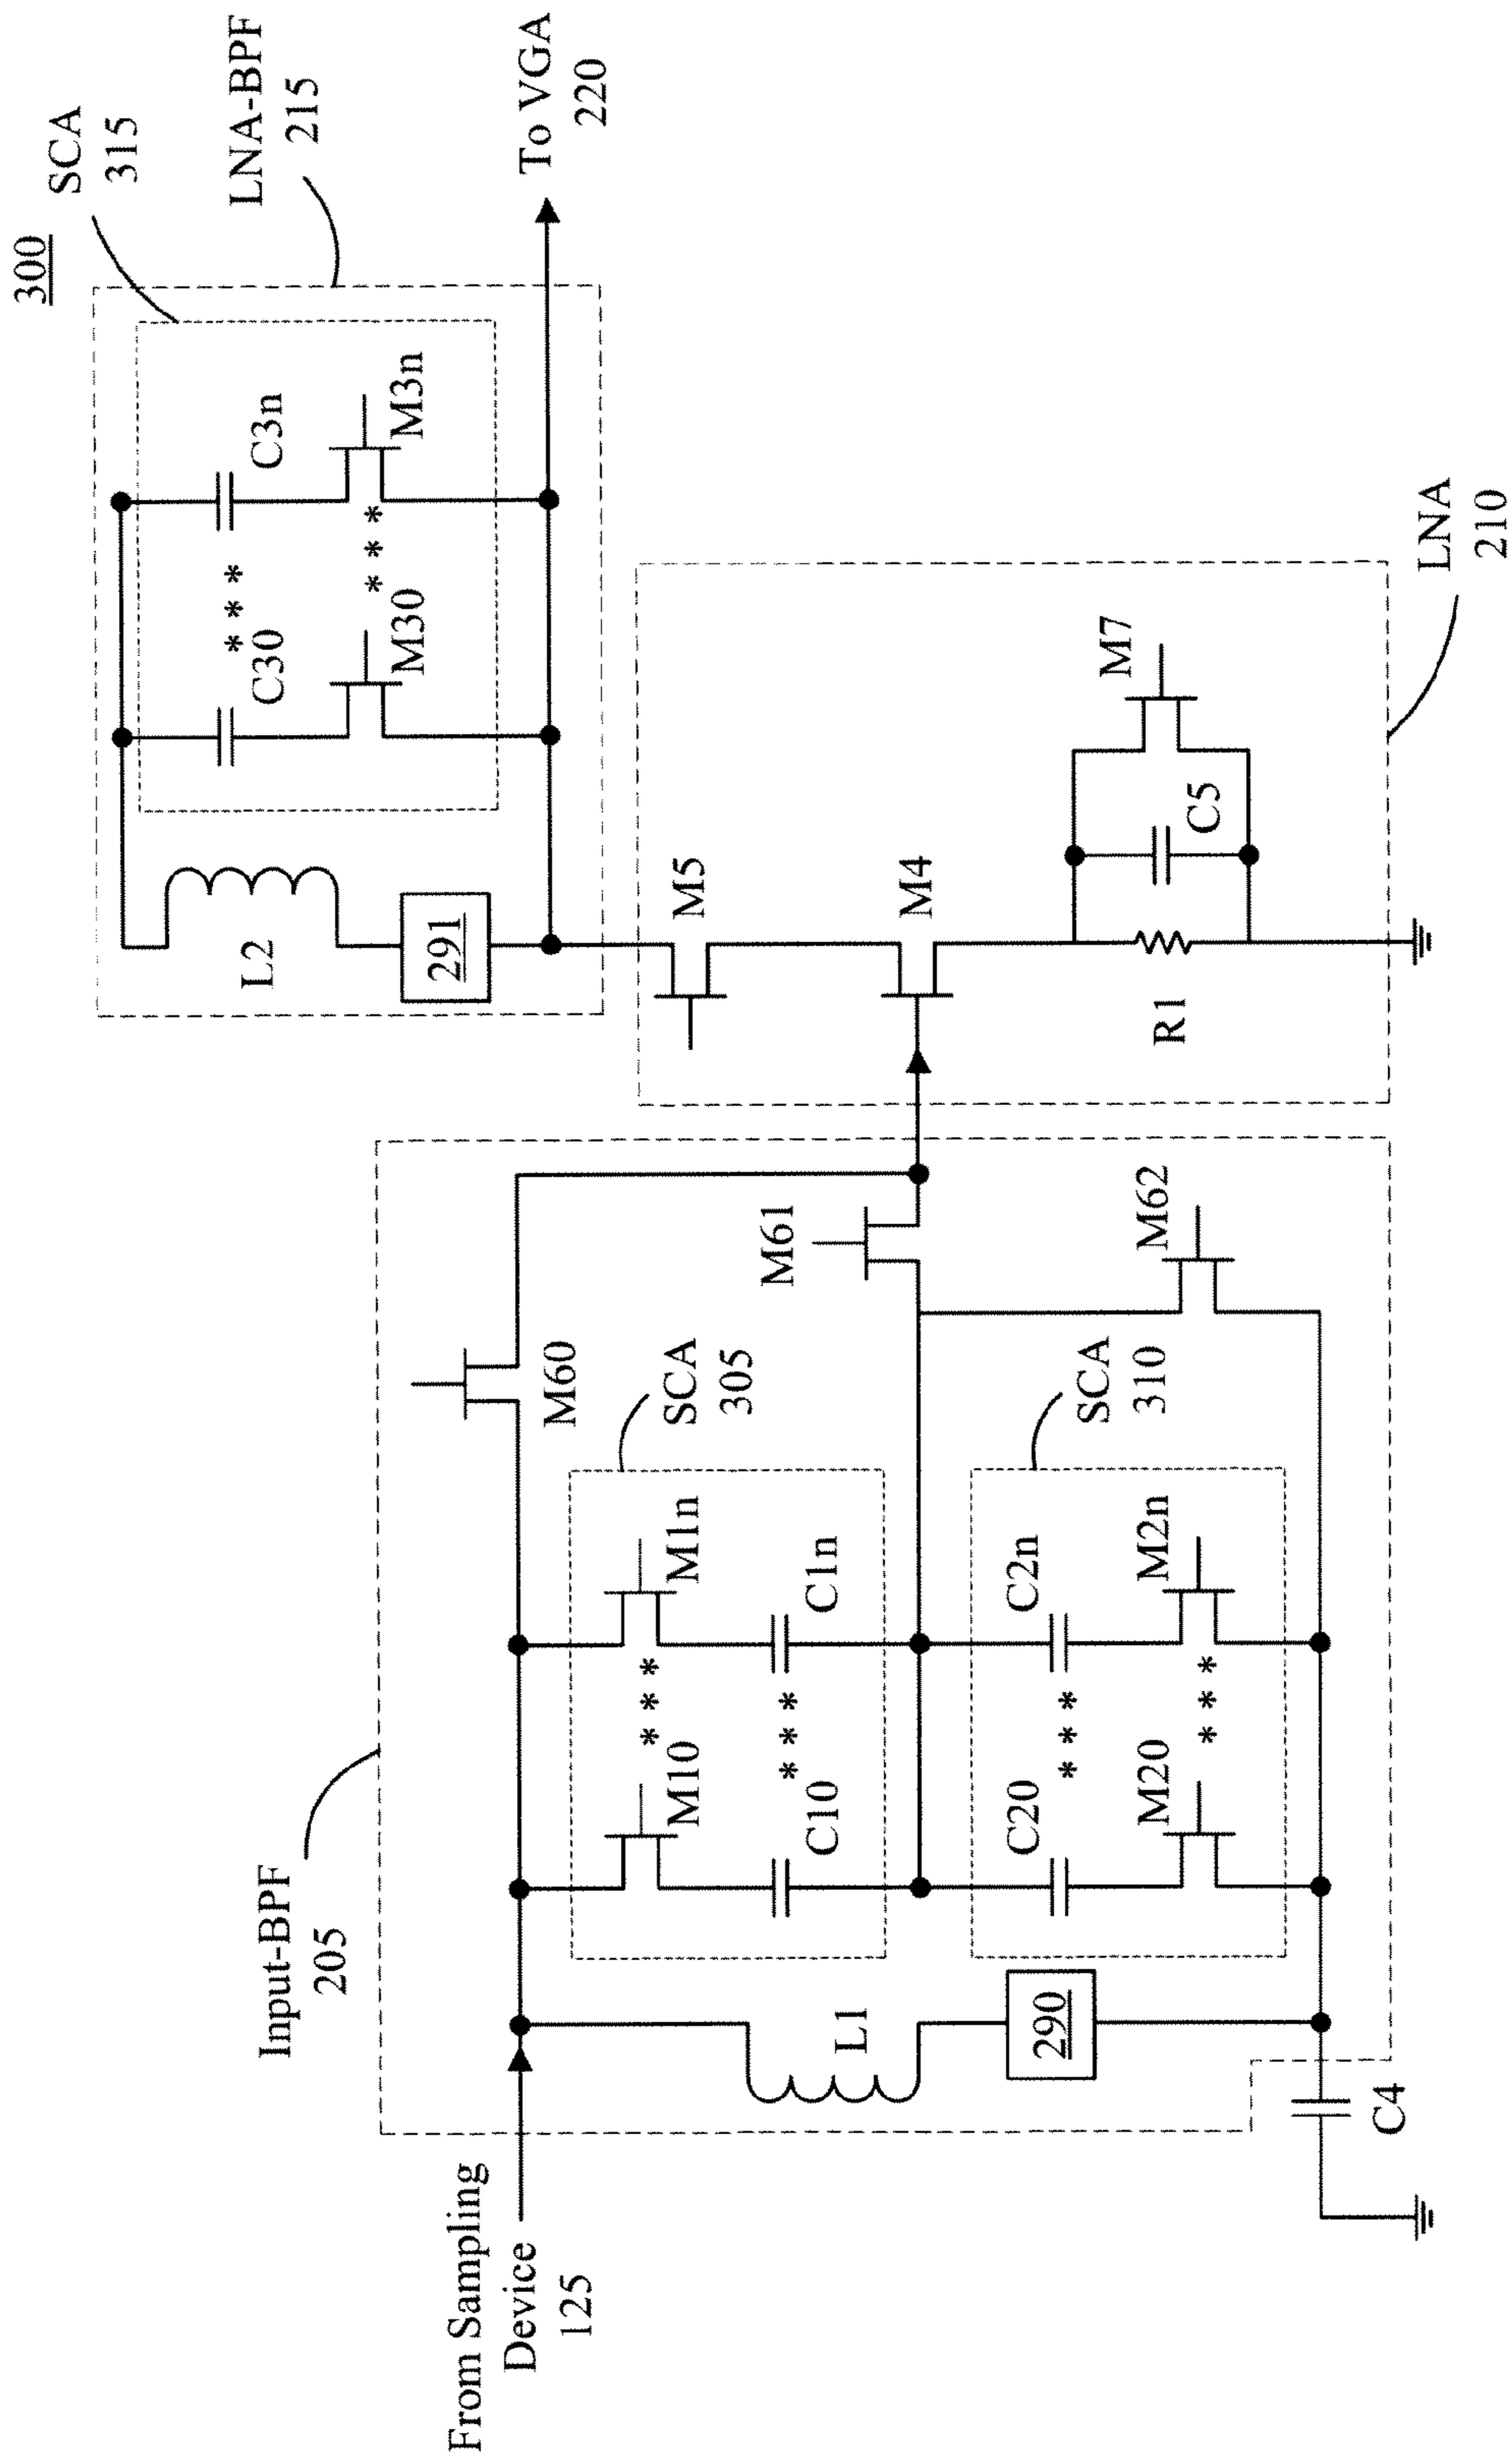 300
SCA
315
LNA-BPF
215
C30
* * *
C3n
M30
* * *
M3n
L2
291
To VGA
220
Input-BPF
205
M60
From Sampling
Device
125
M10
* * *
M1n
SCA
305
C10
* * *
C1n
M61
L1
C20
* * *
C2n
SCA
310
M20
* * *
M2n
M62
290
C4
M5
M4
R1
C5
M7
LNA
210